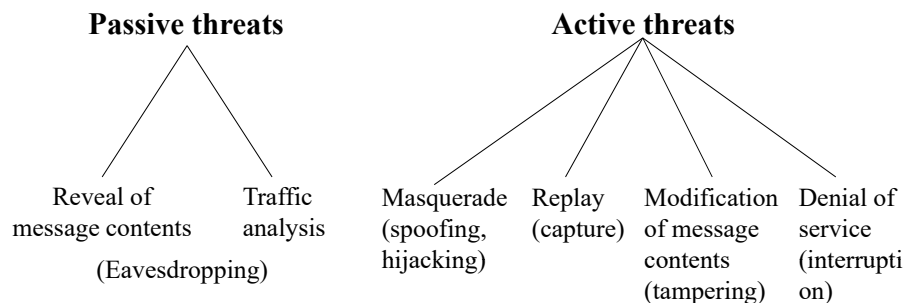 Passive threats
Active threats
Reveal of
message contents
Traffic
analysis
(Eavesdropping)
Masquerade
(spoofing,
hijacking)
Replay
(capture)
Modification
of message
contents
(tampering)
Denial of
service
(interrupti
on)